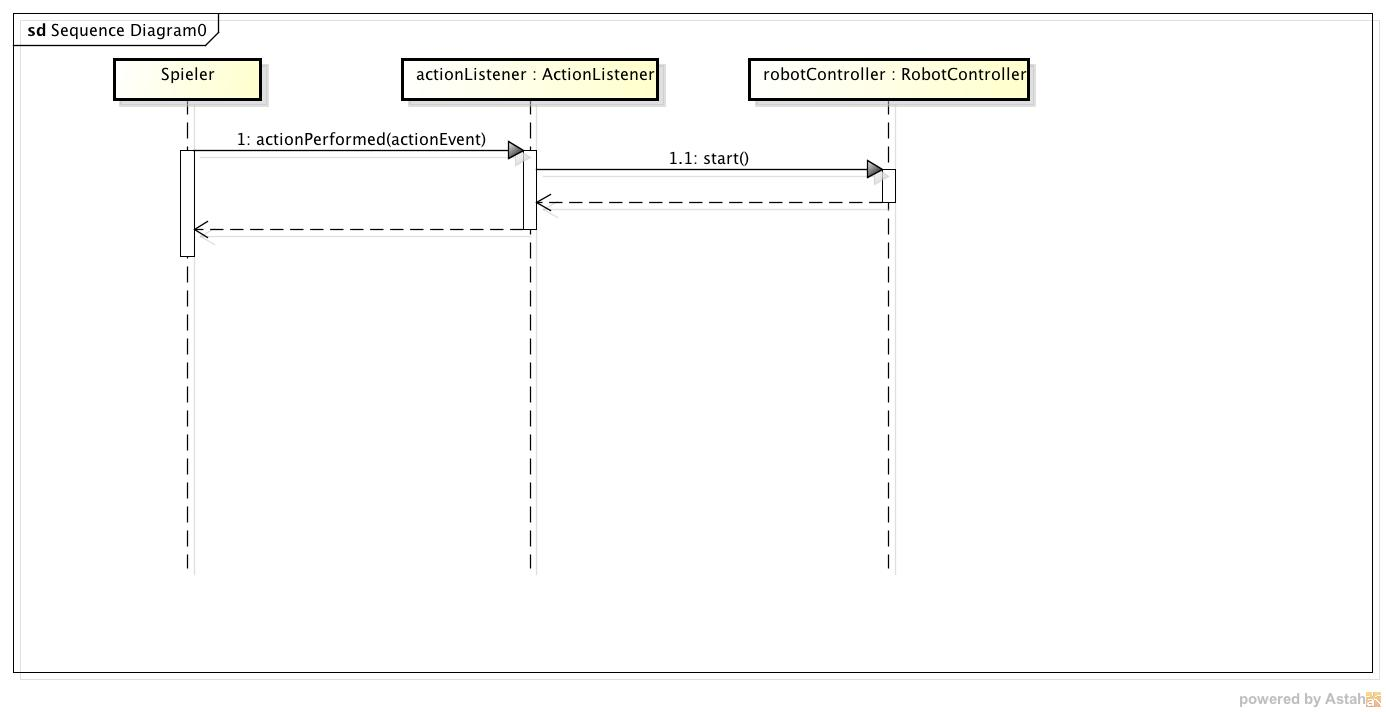 sd Sequence Diagram0
Spieler
actionListener : ActionListener
robotController : RobotController
1: actionPerformed(actionEvent)
1.1: start()
powered by Astah